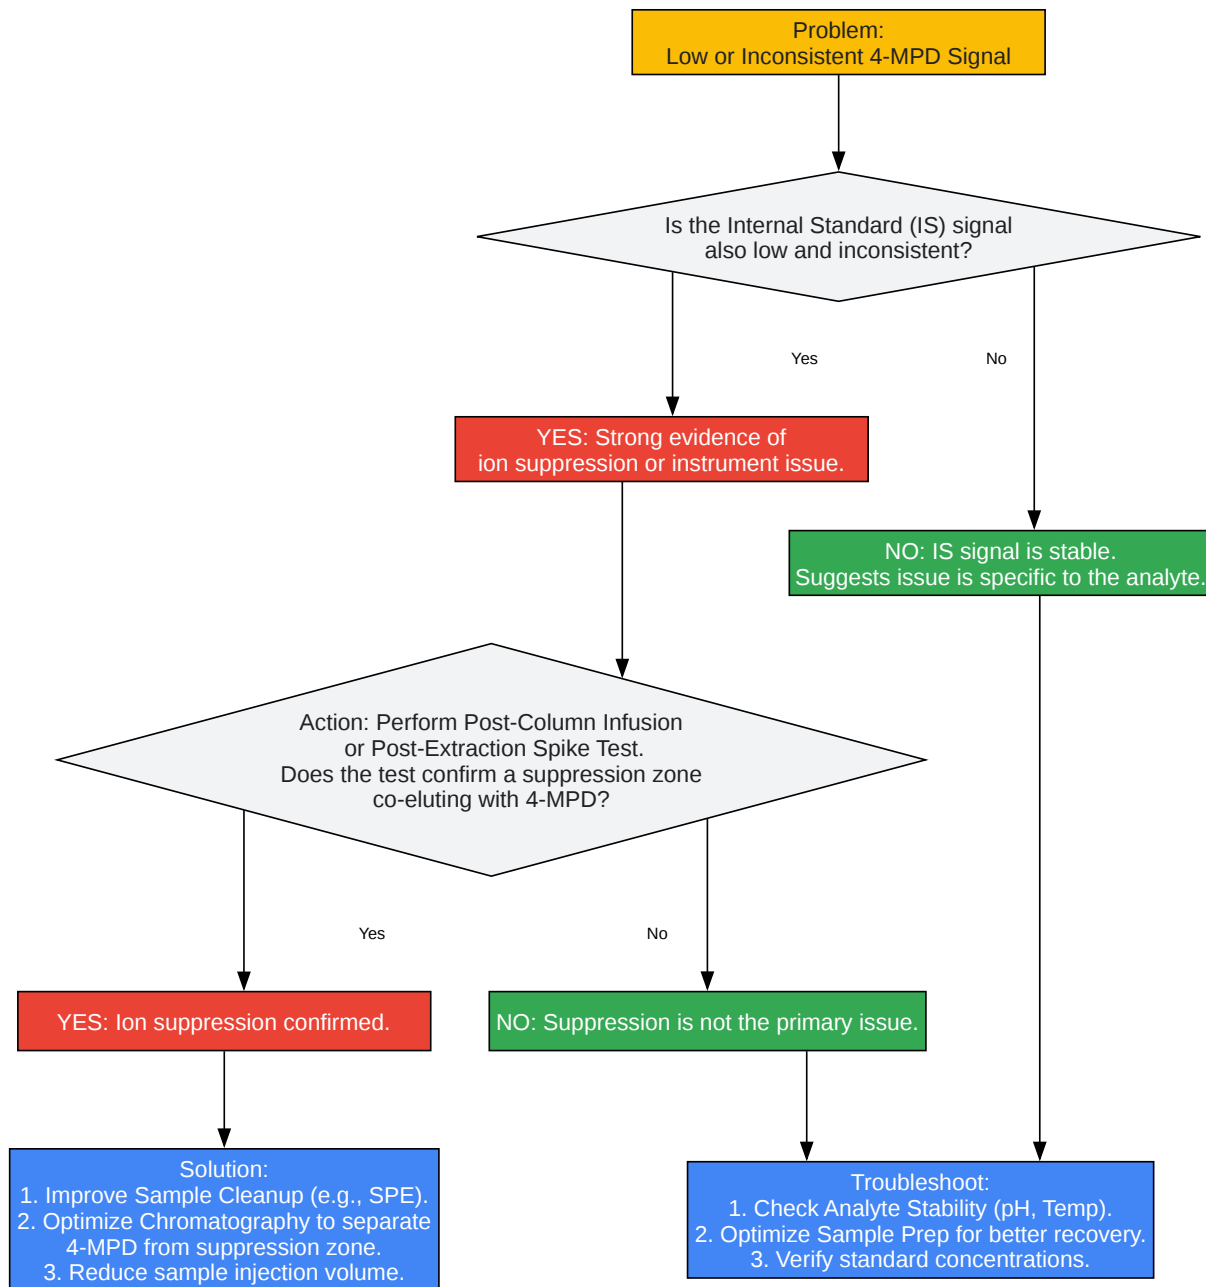 Problem:
Low or Inconsistent 4-MPD Signal
Is the Internal Standard (IS) signal
also low and inconsistent?
Yes
No
YES: Strong evidence of
ion suppression or instrument issue.
NO: IS signal is stable.
Suggests issue is specific to the analyte.
Action: Perform Post-Column Infusion
or Post-Extraction Spike Test.
Does the test confirm a suppression zone
co-eluting with 4-MPD?
Yes
No
YES: Ion suppression confirmed.
NO: Suppression is not the primary issue.
Solution:
1. Improve Sample Cleanup (e.g., SPE).
2. Optimize Chromatography to separate
4-MPD from suppression zone.
3. Reduce sample injection volume.
Troubleshoot:
1. Check Analyte Stability (pH, Temp).
2. Optimize Sample Prep for better recovery.
3. Verify standard concentrations.